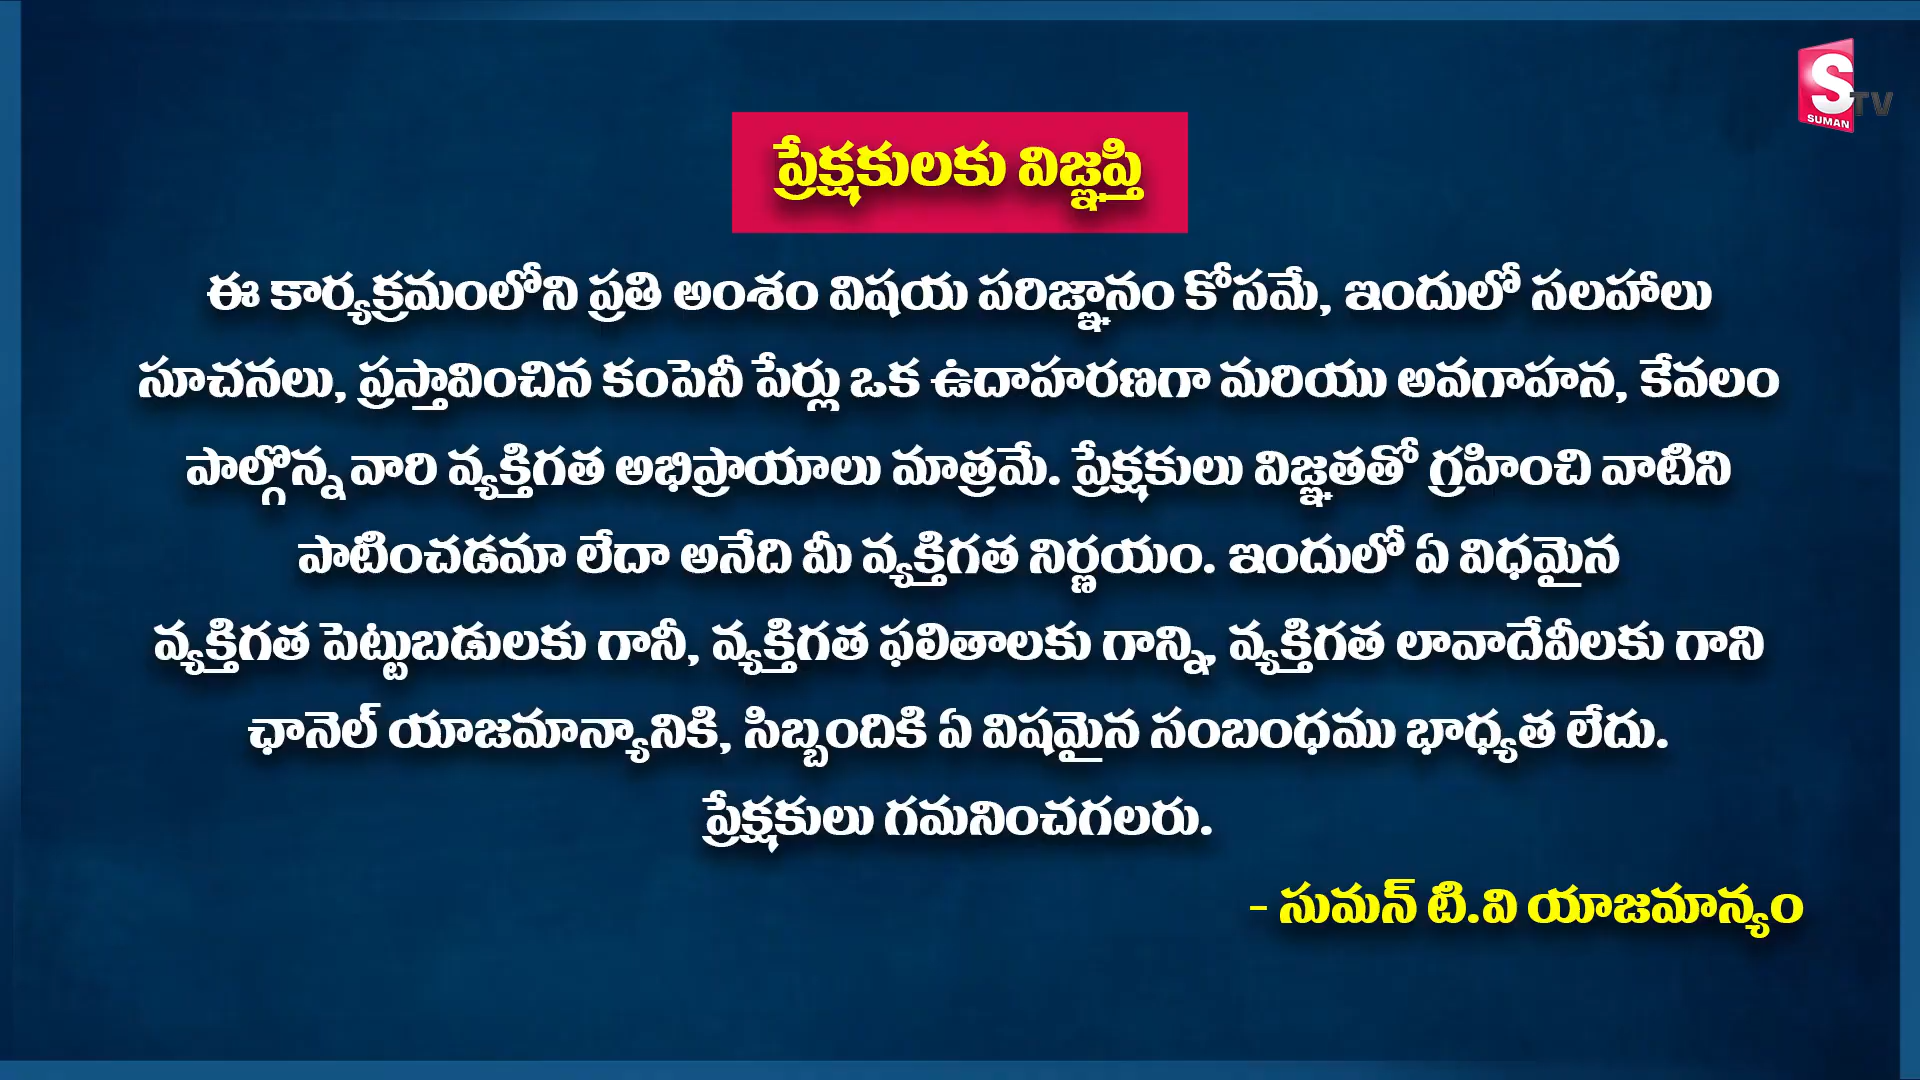 S
TV
SUMAN
ప్రేక్షకులకు విజ్ఞప్తి
ఈ కార్యక్రమంలోని ప్రతి అంశం విషయ పరిజ్ఞానం కోసమే, ఇందులో సలహాలు
సూచనలు, ప్రస్తావించిన కంపెనీ పేర్లు ఒక ఉదాహరణగా మరియు అవగాహన, కేవలం
పాల్గొన్న వారి వ్యక్తిగత అభిప్రాయాలు మాత్రమే. ప్రేక్షకులు విజ్ఞతతో గ్రహించి వాటిని
పాటించడమా లేదా అనేది మీ వ్యక్తిగత నిర్ణయం. ఇందులో ఏ విధమైన
వ్యక్తిగత పెట్టుబడులకు గానీ, వ్యక్తిగత ఫలితాలకు గాన్ని, వ్యక్తిగత లావాదేవీలకు గాని
ఛానెల్ యాజమాన్యానికి, సిబ్బందికి ఏ విషమైన సంబంధము భాధ్యత లేదు.
ప్రేక్షకులు గమనించగలరు.
- సుమన్ టి.వి యాజమాన్యం